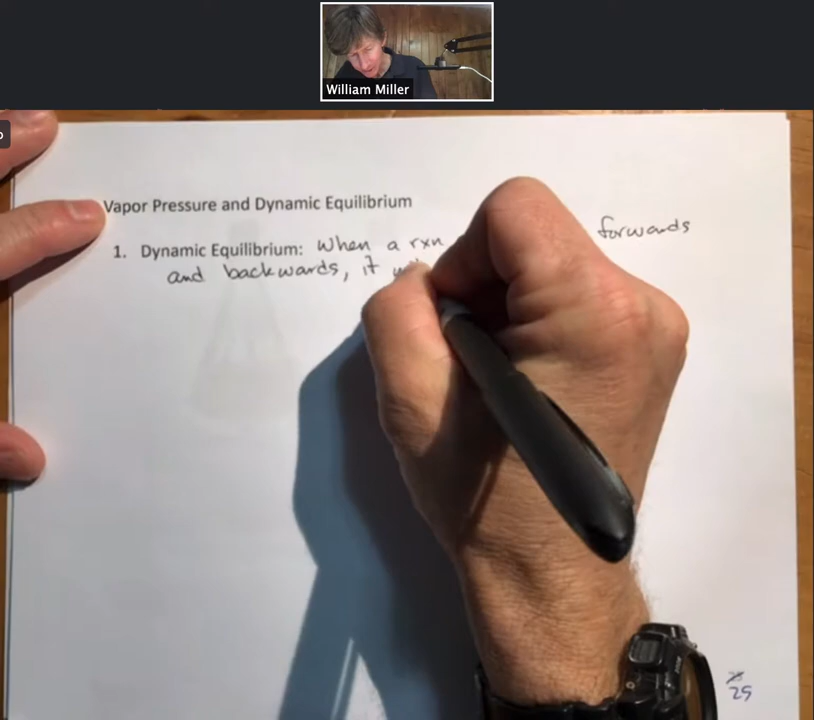 William Miller
Vapor Pressure and Dynamic Equilibrium
1. Dynamic Equilibrium: When a rxn forwards
and backwards, it
25